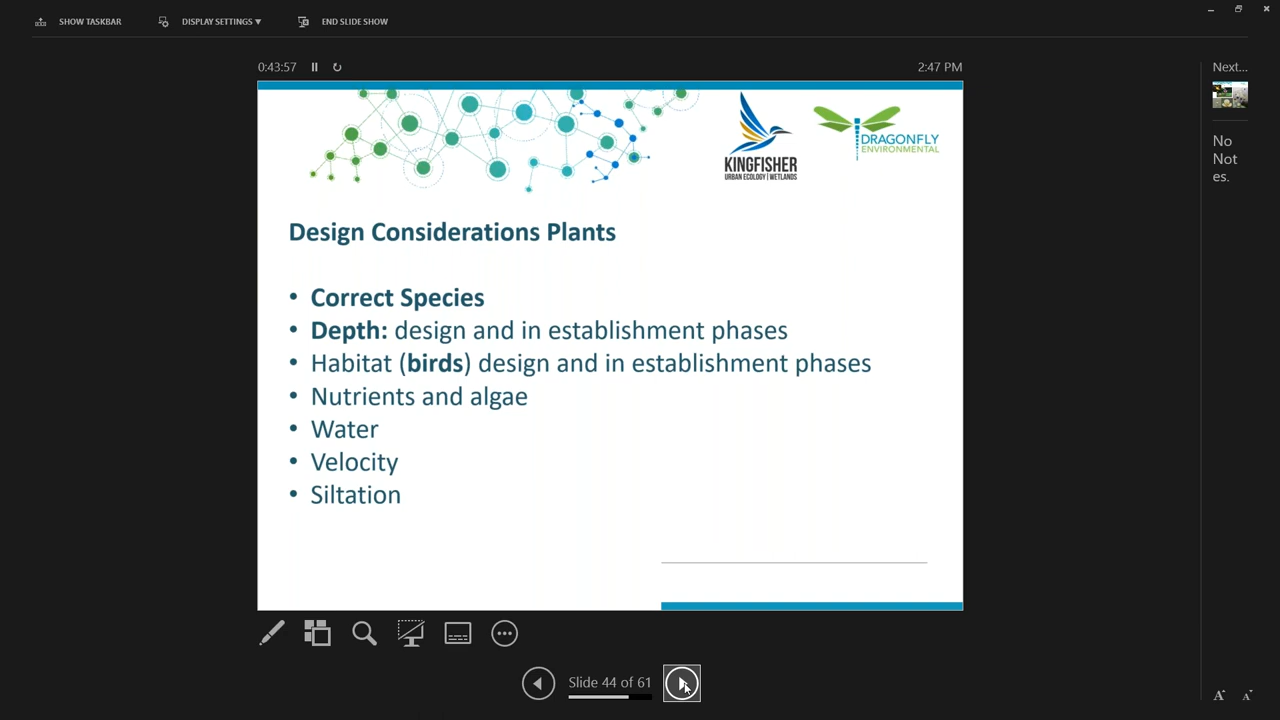 SHOW TASKBAR
DISPLAY SETTINGS ▼
END SLIDE SHOW
0:43:57
2:47 PM
Next...
KINGFISHER
URBAN ECOLOGY | WETLANDS
DRAGONFLY
ENVIRONMENTAL
No
Not
es.
Design Considerations Plants
• Correct Species
• Depth: design and in establishment phases
• Habitat (birds) design and in establishment phases
• Nutrients and algae
• Water
• Velocity
• Siltation
Slide 44 of 61
A A